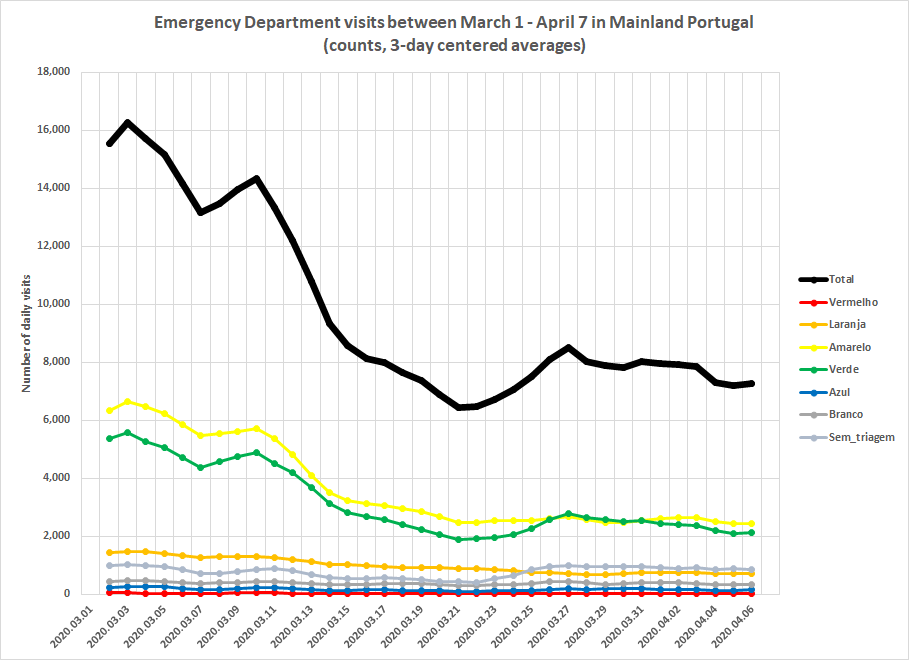 Emergency Department visits between March 1 - April 7 in Mainland Portugal
(counts, 3-day centered averages)
18,000
16,000
14,000
12,000
10,000
8,000
6,000
4,000
2,000
0
Number of daily visits
2020.03.01
2020.03.03
2020.03.05
2020.03.07
2020.03.09
2020.03.11
2020.03.13
2020.03.15
2020.03.17
2020.03.19
2020.03.21
2020.03.23
2020.03.25
2020.03.27
2020.03.29
2020.03.31
2020.04.02
2020.04.04
2020.04.06
Total
Vermelho
Laranja
Amarelo
Verde
Azul
Branco
Sem_triagem